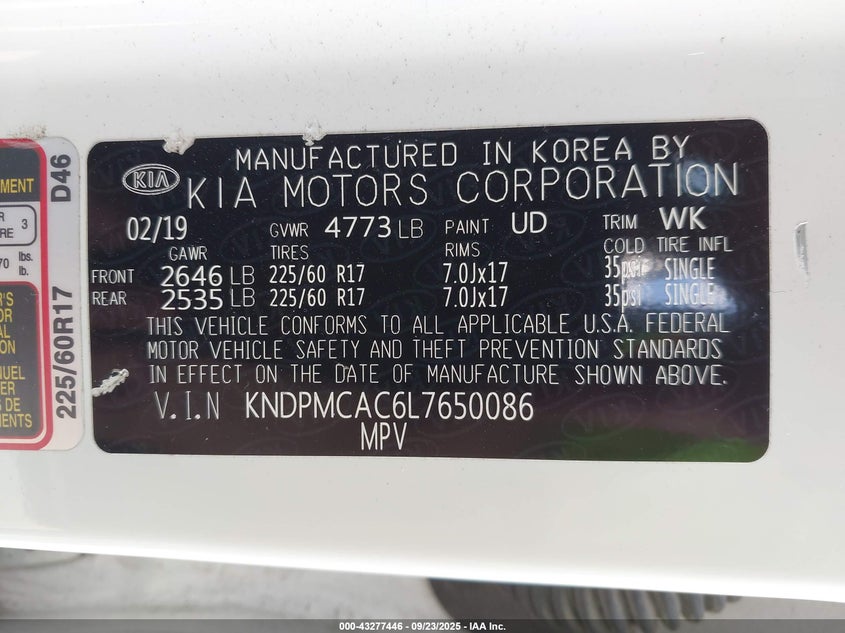 MANUFACTURED IN KOREA BY
KIA
KIA MOTORS CORPORATION
02/19 GVWR 4773 LB PAINT UD TRIM WK
GAWR TIRES RIMS COLD TIRE INFL
FRONT 2646 LB 225/60 R17 7.0Jx17 35psi SINGLE
REAR 2535 LB 225/60 R17 7.0Jx17 35psi SINGLE
THIS VEHICLE CONFORMS TO ALL APPLICABLE U.S.A. FEDERAL
MOTOR VEHICLE SAFETY AND THEFT PREVENTION STANDARDS
IN EFFECT ON THE DATE OF MANUFACTURE SHOWN ABOVE.
V.I.N KNDPMCAC6L7650086
MPV
D46
225/60R17
3
lbs.
lb.
DE
000-43277446 - 09/23/2025 - IAA Inc.